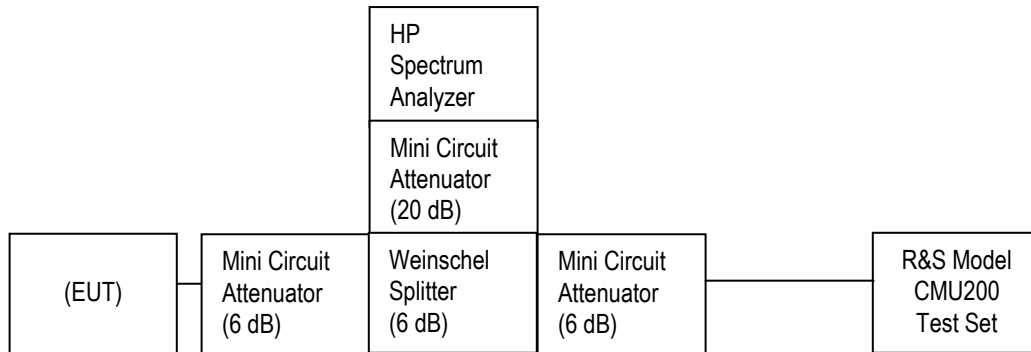 HP
Spectrum
Analyzer
Mini Circuit
Attenuator
(20 dB)
(EUT)
Mini Circuit
Attenuator
(6 dB)
Weinschel
Splitter
(6 dB)
Mini Circuit
Attenuator
(6 dB)
R&S Model
CMU200
Test Set